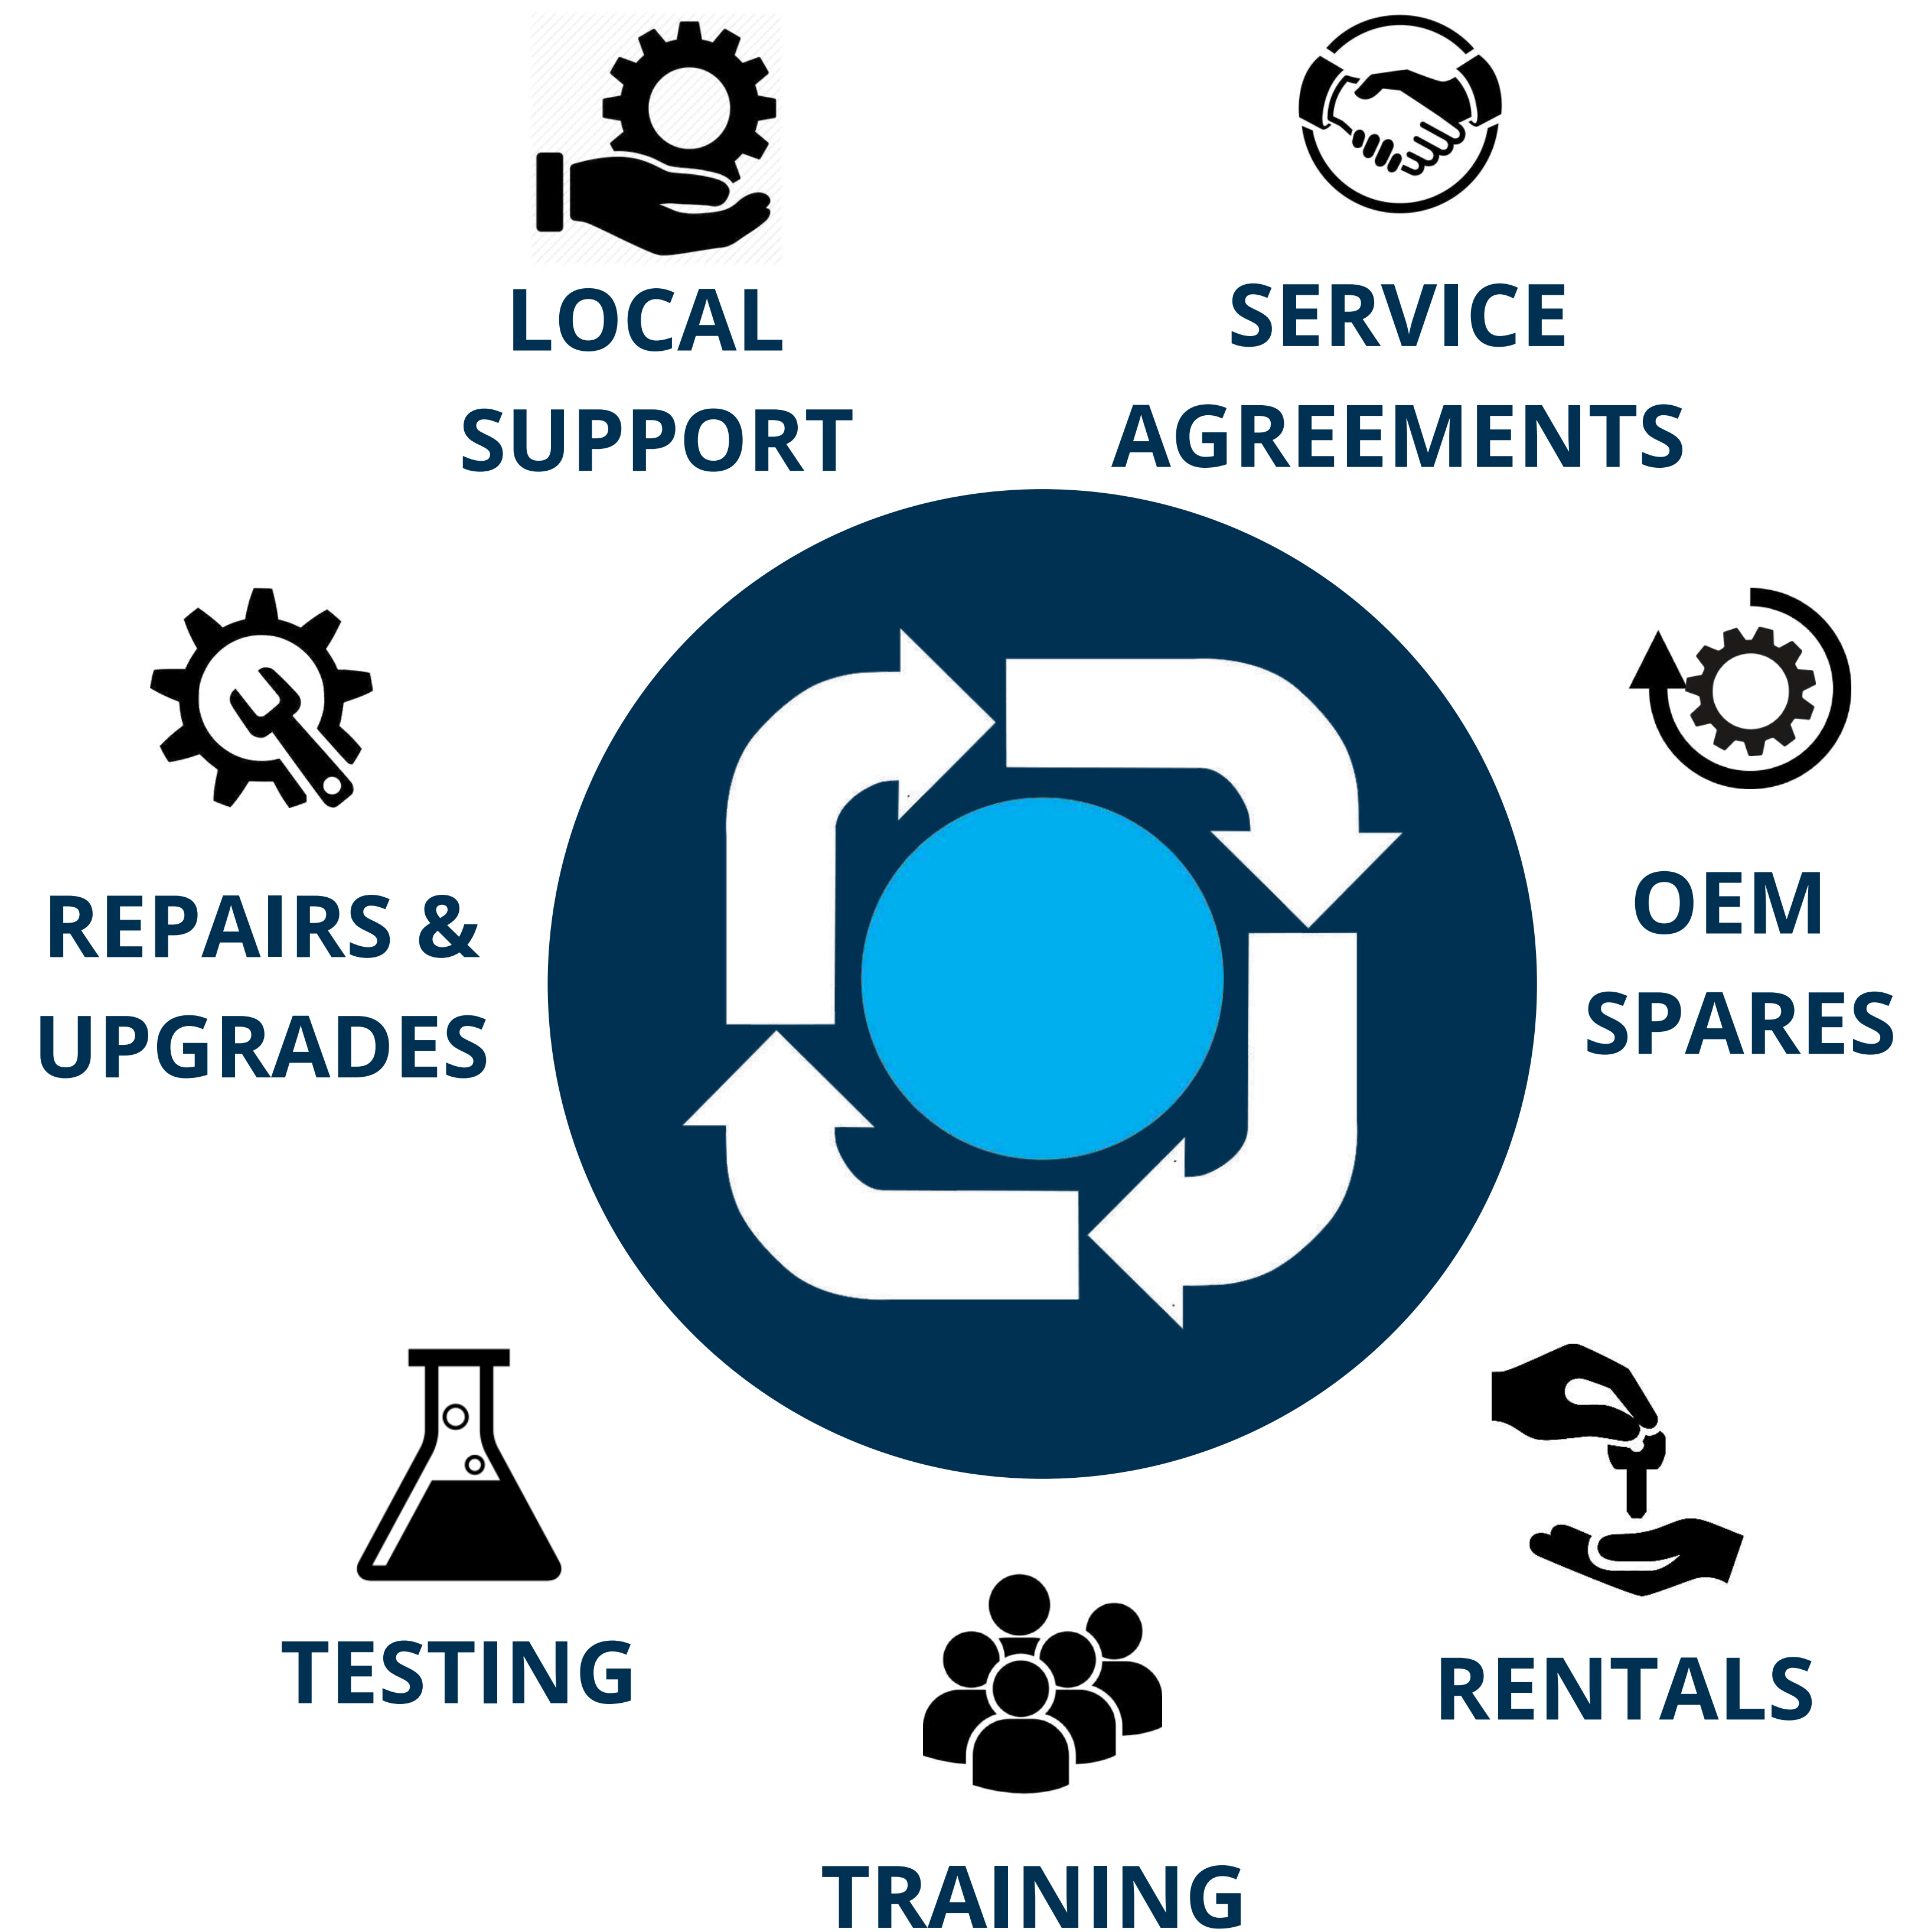 LOCAL
SUPPORT
SERVICE
AGREEMENTS
REPAIRS &
UPGRADES
OEM
SPARES
TESTING
RENTALS
TRAINING